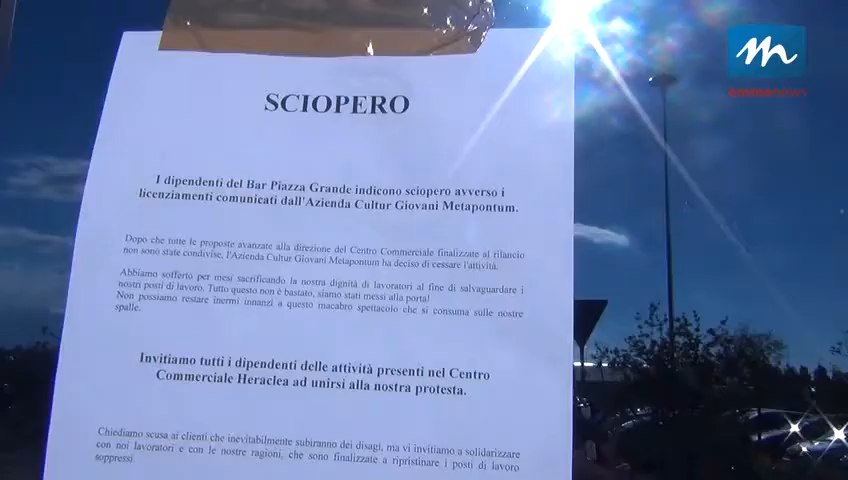 SCIOPERO
I dipendenti del Bar Piazza Grande indicono sciopero avverso i
licenziamenti comunicati dall'Azienda Cultur Giovani Metapontum.
Dopo che tutte le proposte avanzate alla direzione del Centro Commerciale finalizzate al rilancio
non sono state condivise, l'Azienda Cultur Giovani Metapontum ha deciso di cessare l'attività.
Abbiamo sofferto per mesi sacrificando la nostra dignità di lavoratori al fine di salvaguardare i
nostri posti di lavoro. Tutto questo non è bastato, siamo stati messi alla porta!
Non possiamo restare inermi innanzi a questo macabro spettacolo che si consuma sulle nostre
spalle.
Invitiamo tutti i dipendenti delle attività presenti nel Centro
Commerciale Heraclea ad unirsi alla nostra protesta.
Chiediamo scusa ai clienti che inevitabilmente subiranno dei disagi, ma vi invitiamo a solidarizzare
con noi lavoratori e con le nostre ragioni, che sono finalizzate a ripristinare i posti di lavoro
soppressi
m
emmenews